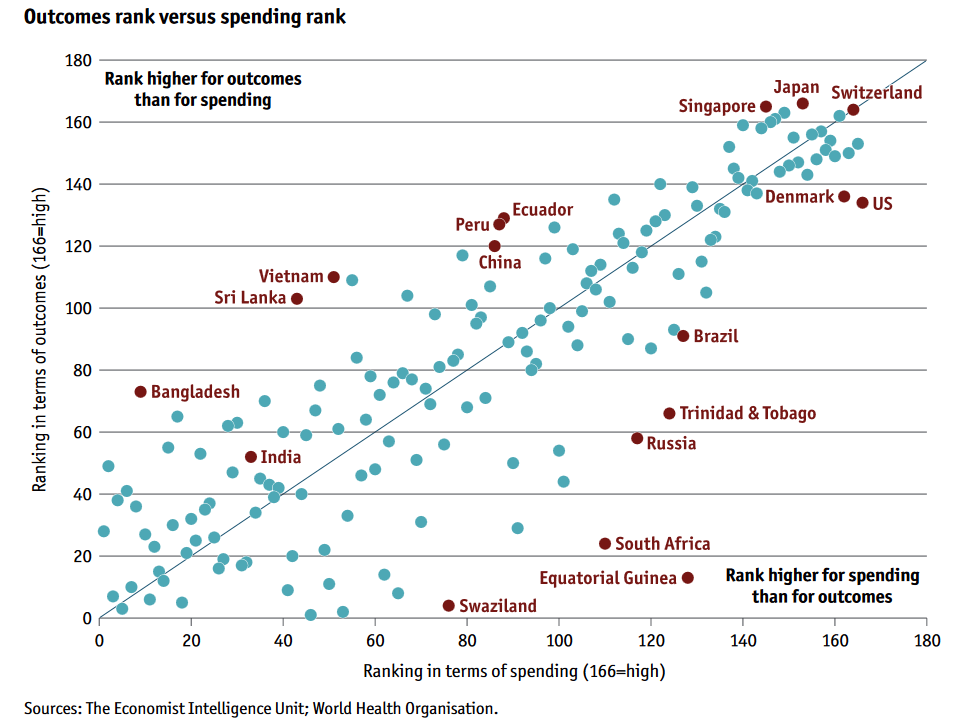 Outcomes rank versus spending rank
180
Rank higher for outcomes
than for spending
Japan
Switzerland
Singapore
160
140
Denmark
US
Ecuador
Peru
120
China
Vietnam
Sri Lanka
100
Brazil
80
Bangladesh
Trinidad & Tobago
60
Russia
India
40
South Africa
20
Equatorial Guinea
Rank higher for spending
than for outcomes
Swaziland
0
0 20 40 60 80 100 120 140 160 180
Ranking in terms of outcomes (166=high)
Ranking in terms of spending (166=high)
Sources: The Economist Intelligence Unit; World Health Organisation.